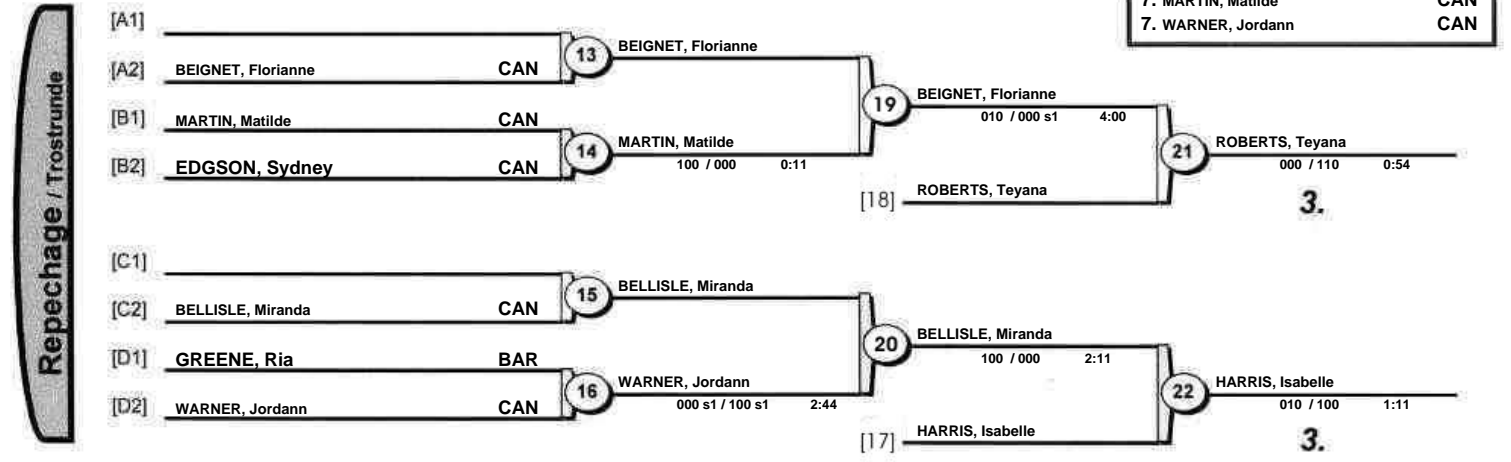 7. MARTIN, Matilde CAN
7. WARNER, Jordann CAN
Repechage / Trostrunde
[A1]
13 BEIGNET, Florianne
[A2] BEIGNET, Florianne CAN
19 BEIGNET, Florianne
010 / 000 s1 4:00
[B1] MARTIN, Matilde CAN
14 MARTIN, Matilde
100 / 000 0:11
[B2] EDGSON, Sydney CAN
21 ROBERTS, Teyana
000 / 110 0:54
[18] ROBERTS, Teyana
3.
[C1]
15 BELLISLE, Miranda
[C2] BELLISLE, Miranda CAN
20 BELLISLE, Miranda
100 / 000 2:11
[D1] GREENE, Ria BAR
16 WARNER, Jordann
000 s1 / 100 s1 2:44
[D2] WARNER, Jordann CAN
22 HARRIS, Isabelle
010 / 100 1:11
[17] HARRIS, Isabelle
3.